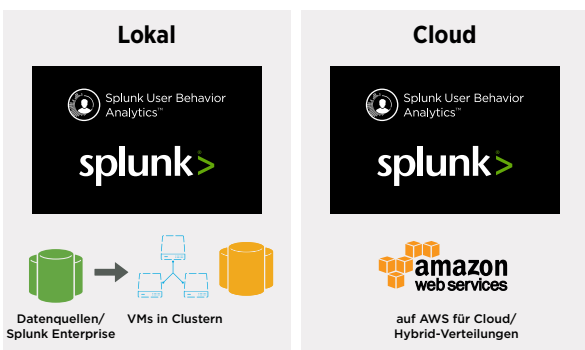 Lokal
Splunk User Behavior
Analytics™
splunk>
Datenquellen/
Splunk Enterprise
VMs in Clustern
Cloud
Splunk User Behavior
Analytics™
splunk>
amazon
web services
auf AWS für Cloud/
Hybrid-Verteilungen